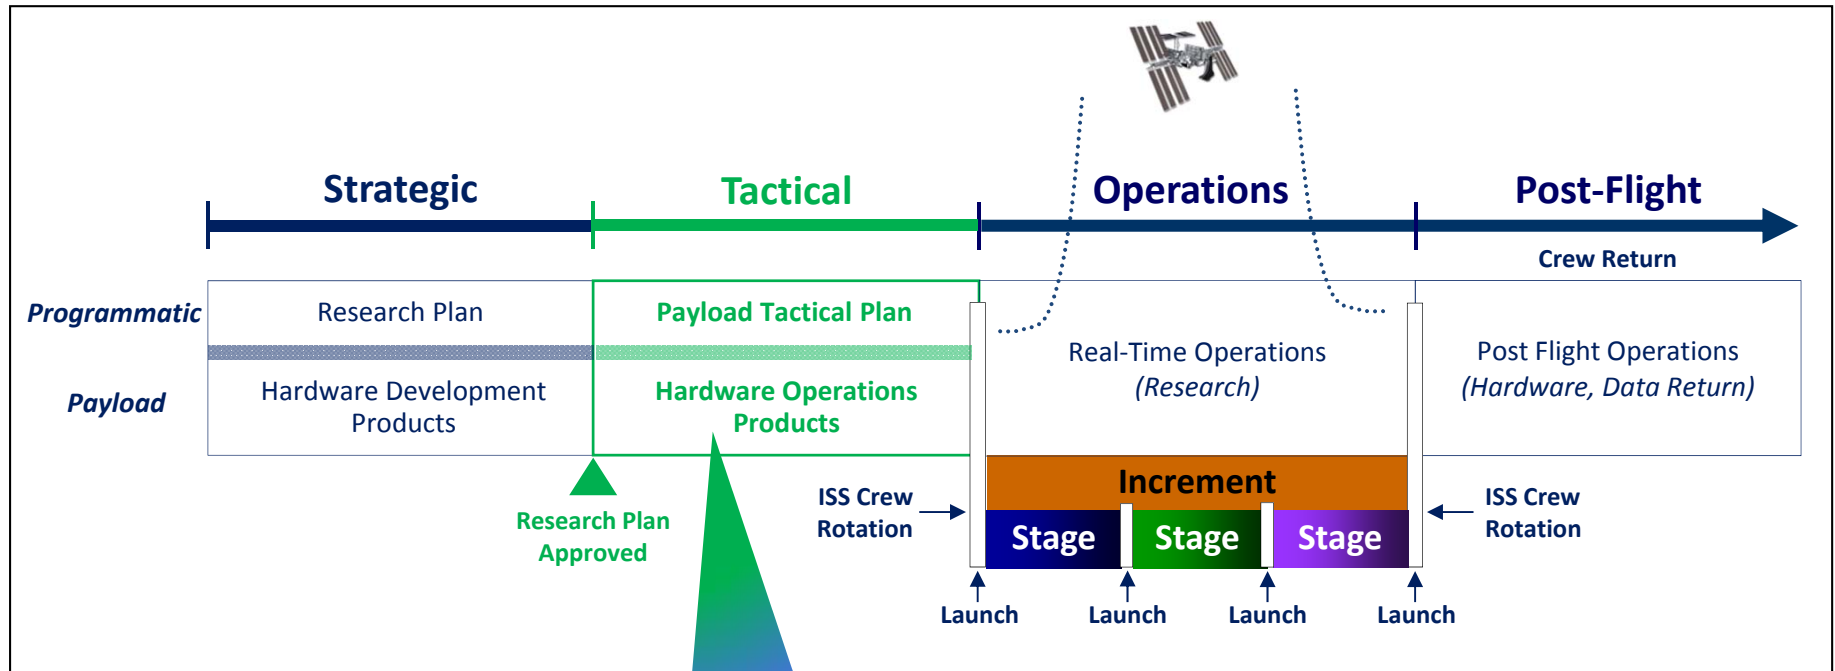 Strategic
Tactical
Operations
Post-Flight
Crew Return
Programmatic
Research Plan
Payload Tactical Plan
Real-Time Operations
(Research)
Post Flight Operations
(Hardware, Data Return)
Payload
Hardware Development
Products
Hardware Operations
Products
Research Plan
Approved
ISS Crew
Rotation
Increment
Stage
Stage
Stage
ISS Crew
Rotation
Launch
Launch
Launch
Launch